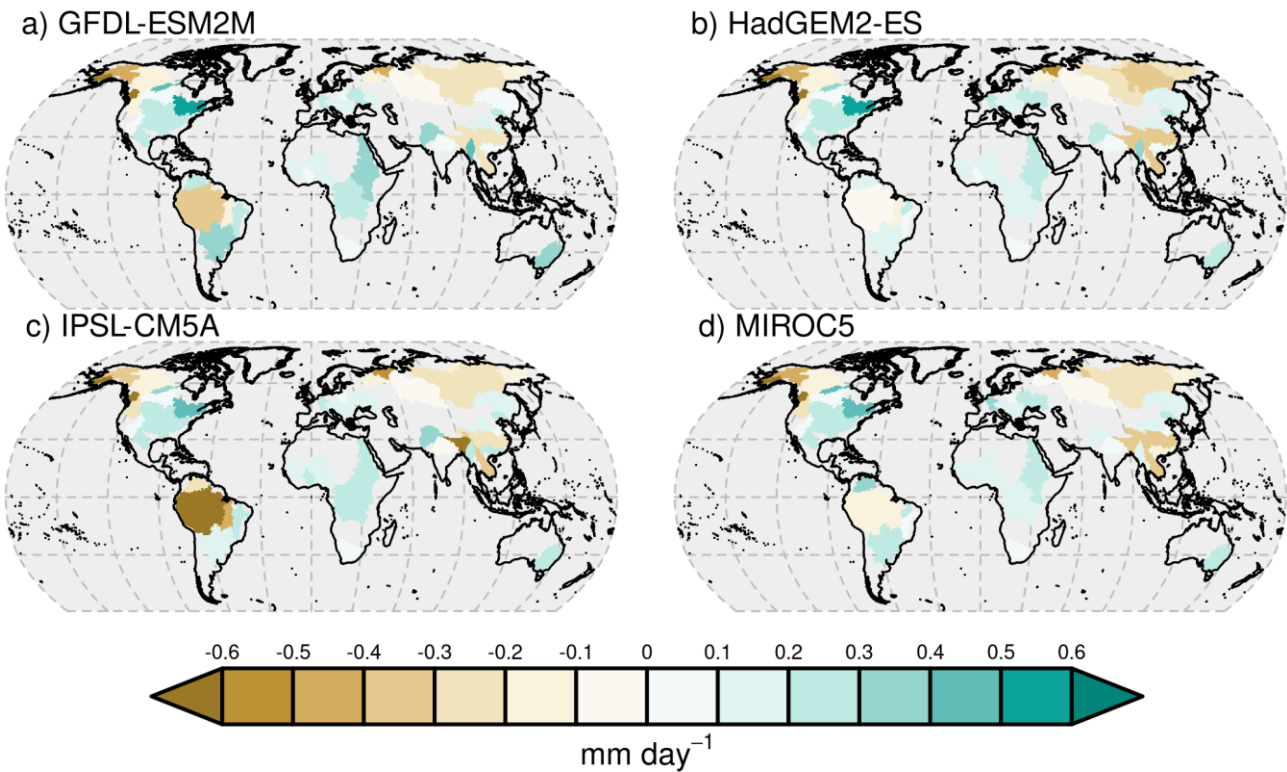 a) GFDL-ESM2M
b) HadGEM2-ES
c) IPSL-CM5A
d) MIROC5
-0.6 -0.5 -0.4 -0.3 -0.2 -0.1 0 0.1 0.2 0.3 0.4 0.5 0.6
mm day⁻¹